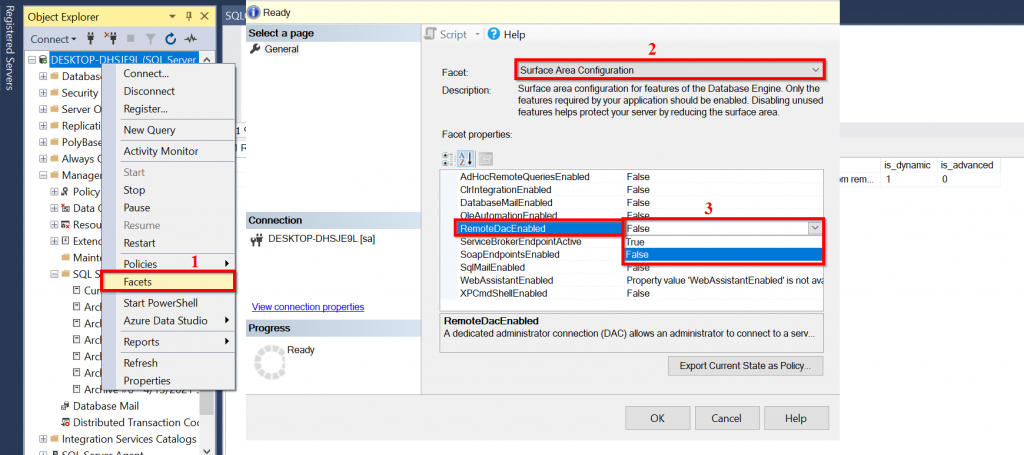 Registered Servers
Object Explorer
Connect
DESKTOP-DHSJE9L (SQL Server
Databas
Security
Server O
Replicati
PolyBase
Always O
Manager
Policy
Data C
Resou
Extend
Mainte
SQL S
Curr
Arch
Arch
Arch
Arch
Arch
Archive #6 - 4/15/2021
Database Mail
Distributed Transaction Coo
Integration Services Catalogs
SQL Server Agent
Connect...
Disconnect
Register...
New Query
Activity Monitor
Start
Stop
Pause
Resume
Restart
Policies
1
Facets
Start PowerShell
Azure Data Studio
Reports
Refresh
Properties
SQL
Ready
Select a page
General
Connection
DESKTOP-DHSJE9L [sa]
View connection properties
Progress
Ready
Script
Help
2
Facet:
Surface Area Configuration
Description:
Surface area configuration for features of the Database Engine. Only the
features required by your application should be enabled. Disabling unused
features helps protect your server by reducing the surface area.
Facet properties:
AdHocRemoteQueriesEnabled False
ClrIntegrationEnabled False
DatabaseMailEnabled False
OleAutomationEnabled False
3
RemoteDacEnabled False
ServiceBrokerEndpointActive True
SoapEndpointsEnabled False
SqlMailEnabled False
WebAssistantEnabled Property value 'WebAssistantEnabled' is not ava
XPCmdShellEnabled False
RemoteDacEnabled
A dedicated administrator connection (DAC) allows an administrator to connect to a serv...
Export Current State as Policy...
OK
Cancel
Help
is_dynamic is_advanced
om rem... 1 0